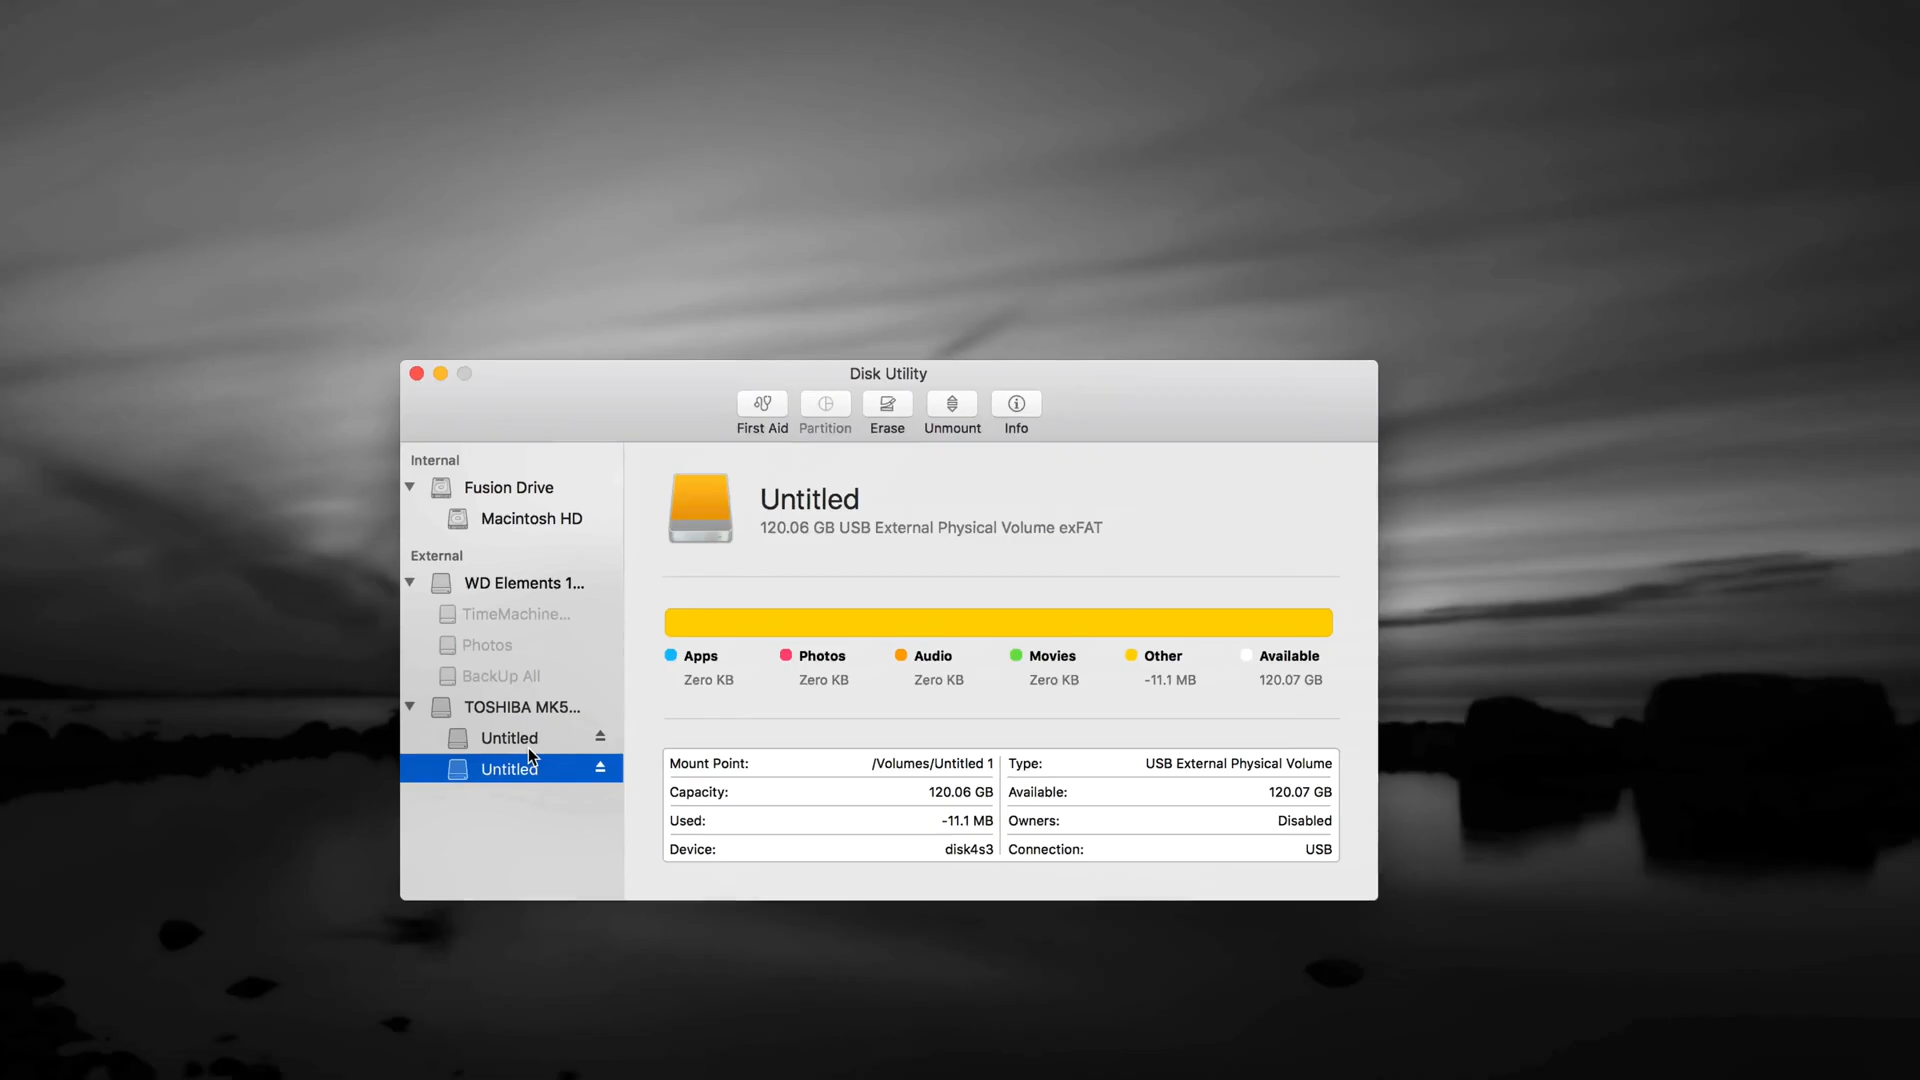 Disk Utility
First Aid Partition Erase Unmount Info
Internal
Fusion Drive
Macintosh HD
External
WD Elements 1...
TimeMachine...
Photos
BackUp All
TOSHIBA MK5...
Untitled
Untitled
Untitled
120.06 GB USB External Physical Volume exFAT
Apps Photos Audio Movies Other Available
Zero KB Zero KB Zero KB Zero KB -11.1 MB 120.07 GB
Mount Point: /Volumes/Untitled 1 Type: USB External Physical Volume
Capacity: 120.06 GB Available: 120.07 GB
Used: -11.1 MB Owners: Disabled
Device: disk4s3 Connection: USB